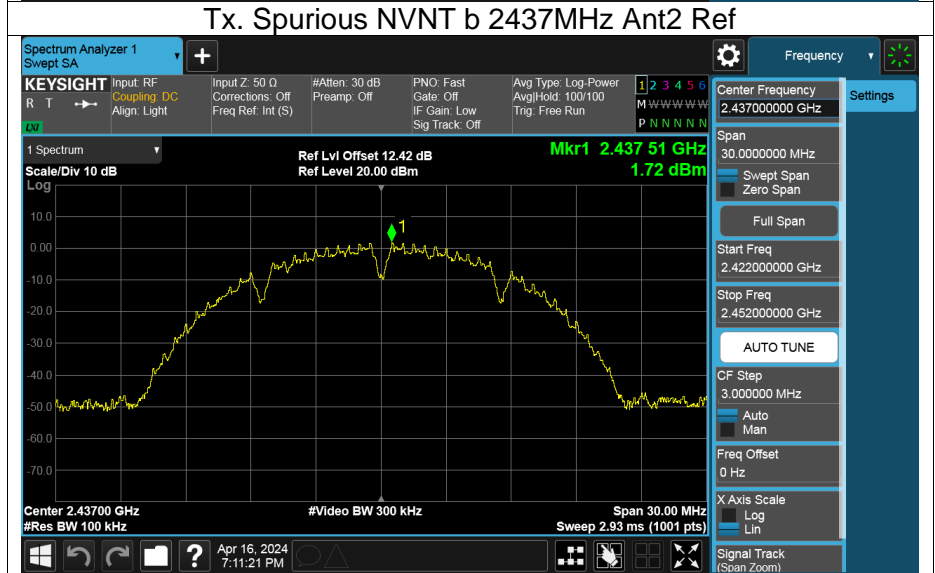 Tx. Spurious NVNT b 2437MHz Ant2 Ref
Spectrum Analyzer 1
Swept SA
+
Frequency
KEYSIGHT
R T
LXI
Input: RF
Coupling: DC
Align: Light
Input Z: 50 Ω
Corrections: Off
Freq Ref: Int (S)
#Atten: 30 dB
Preamp: Off
PNO: Fast
Gate: Off
IF Gain: Low
Sig Track: Off
Avg Type: Log-Power
Avg|Hold: 100/100
Trig: Free Run
1 2 3 4 5 6
M W W W W W
P N N N N N
1 Spectrum
Scale/Div 10 dB
Log
Ref Lvl Offset 12.42 dB
Ref Level 20.00 dBm
Mkr1 2.437 51 GHz
1.72 dBm
1
10.0
0.00
-10.0
-20.0
-30.0
-40.0
-50.0
-60.0
-70.0
Center 2.43700 GHz
#Res BW 100 kHz
#Video BW 300 kHz
Span 30.00 MHz
Sweep 2.93 ms (1001 pts)
?
Apr 16, 2024
7:11:21 PM
Center Frequency
2.437000000 GHz
Span
30.0000000 MHz
Swept Span
Zero Span
Full Span
Start Freq
2.422000000 GHz
Stop Freq
2.452000000 GHz
AUTO TUNE
CF Step
3.000000 MHz
Auto
Man
Freq Offset
0 Hz
X Axis Scale
Log
Lin
Signal Track
(Span Zoom)
Settings